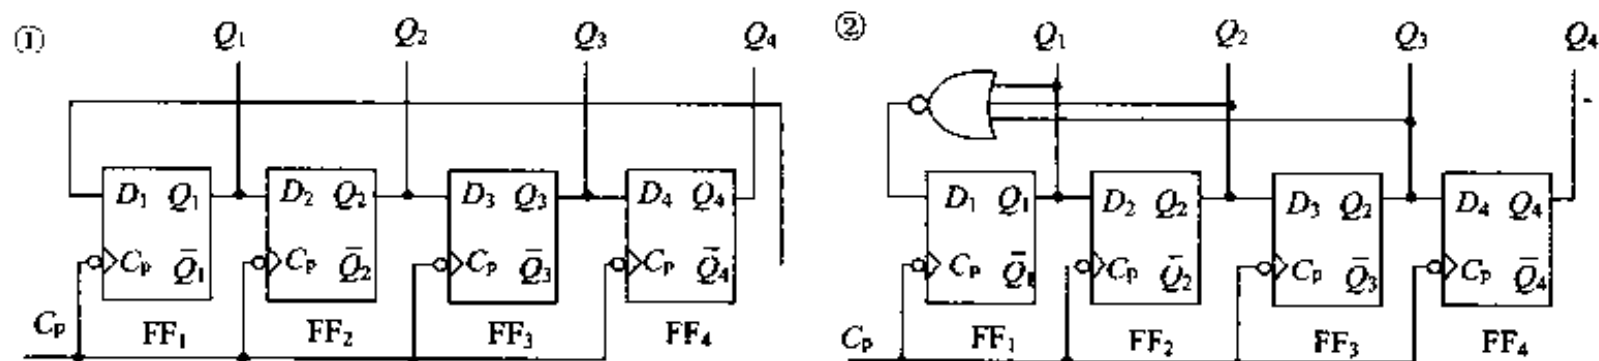 ① Q₁ Q₂ Q₃ Q₄
D₁ Q₁ D₂ Q₂ D₃ Q₃ D₄ Q₄
Cₚ Q̄₁ Cₚ Q̄₂ Cₚ Q̄₃ Cₚ Q̄₄
Cₚ FF₁ FF₂ FF₃ FF₄
② Q₁ Q₂ Q₃ Q₄
D₁ Q₁ D₂ Q₂ D₃ Q₂ D₄ Q₄
Cₚ Q̄₁ Cₚ Q̄₂ Cₚ Q̄₃ Cₚ Q̄₄
Cₚ FF₁ FF₂ FF₃ FF₄